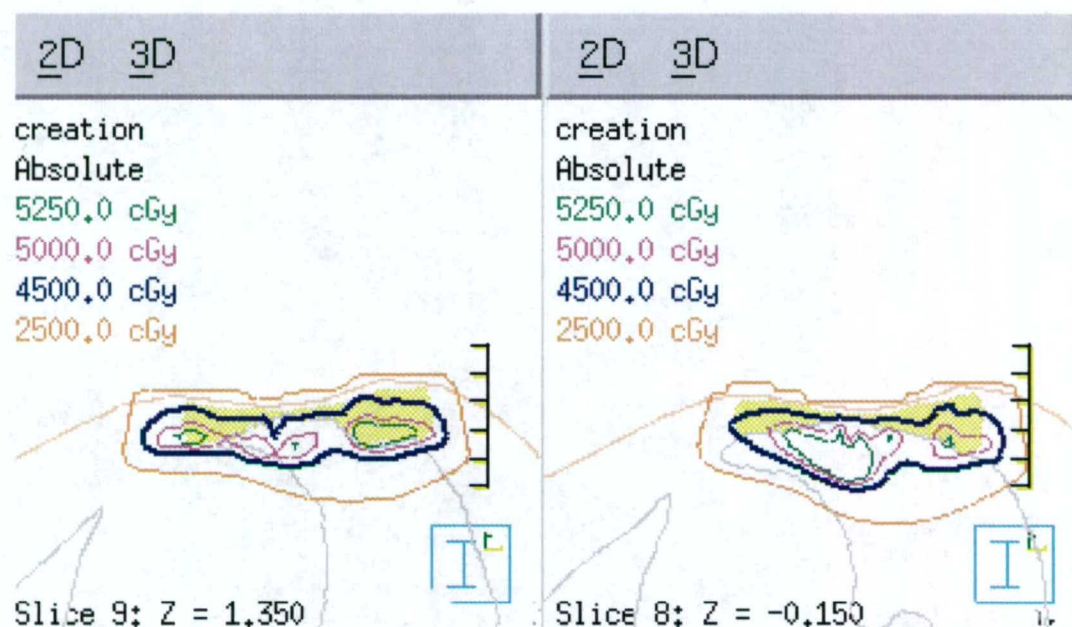 2D 3D
creation
Absolute
5250.0 cGy
5000.0 cGy
4500.0 cGy
2500.0 cGy
Slice 9: Z = 1.350
2D 3D
creation
Absolute
5250.0 cGy
5000.0 cGy
4500.0 cGy
2500.0 cGy
Slice 8: Z = -0.150